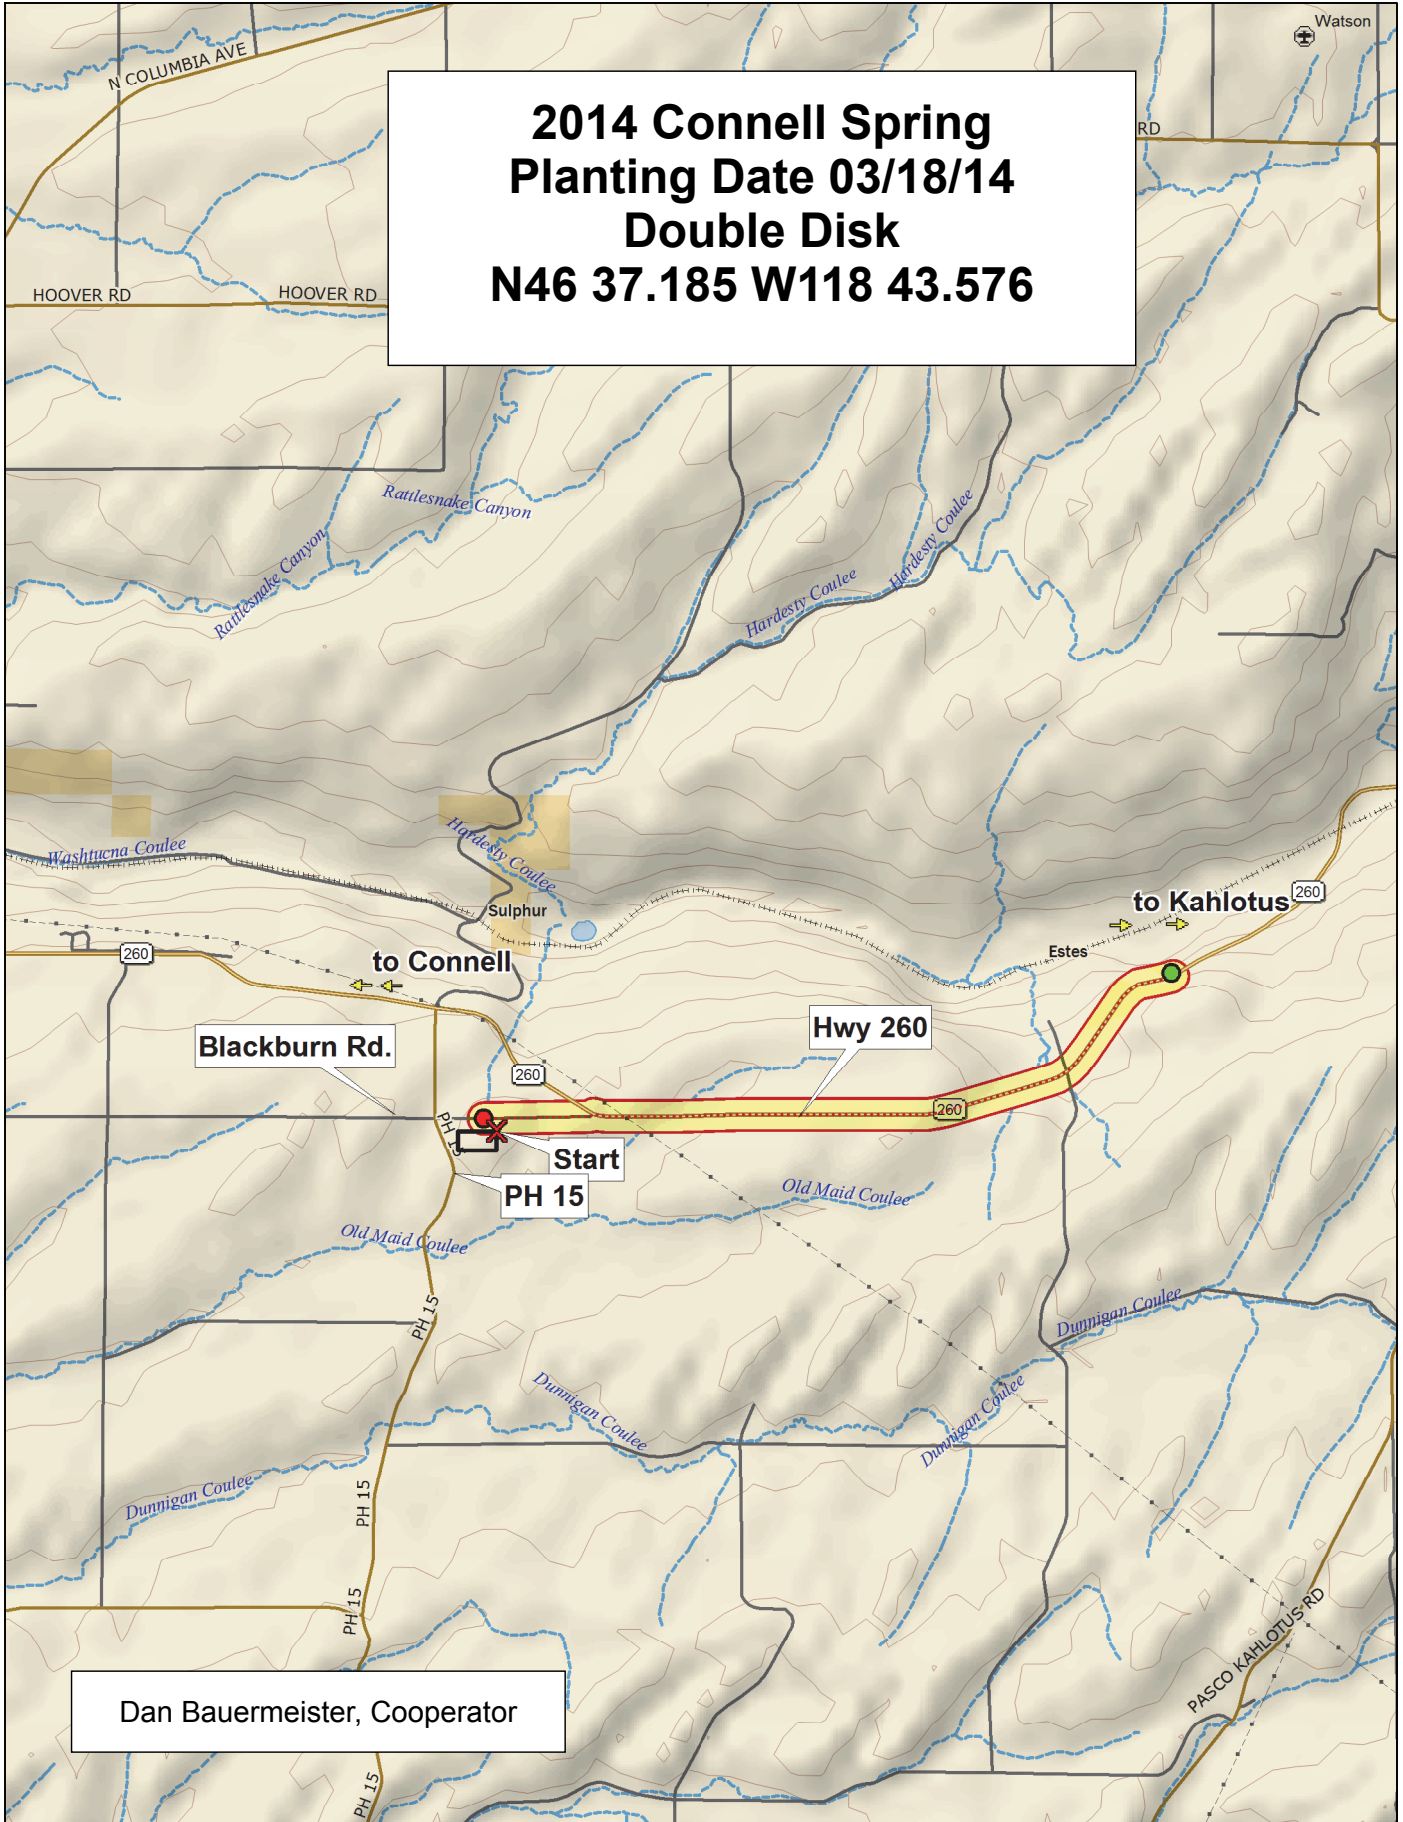 Watson
N COLUMBIA AVE
2014 Connell Spring
Planting Date 03/18/14
Double Disk
N46 37.185 W118 43.576
RD
HOOVER RD
HOOVER RD
Rattlesnake Canyon
Rattlesnake Canyon
Hardesty Coulee
Hardesty Coulee
Washtucna Coulee
Hardesty Coulee
Sulphur
to Kahlotus
260
Estes
260
to Connell
Hwy 260
Blackburn Rd.
260
260
PH 15
Start
PH 15
Old Maid Coulee
Old Maid Coulee
PH 15
Dunnigan Coulee
Dunnigan Coulee
Dunnigan Coulee
Dunnigan Coulee
PH 15
PH 15
PASCO KAHLOTUS RD
Dan Bauermeister, Cooperator
PH 15